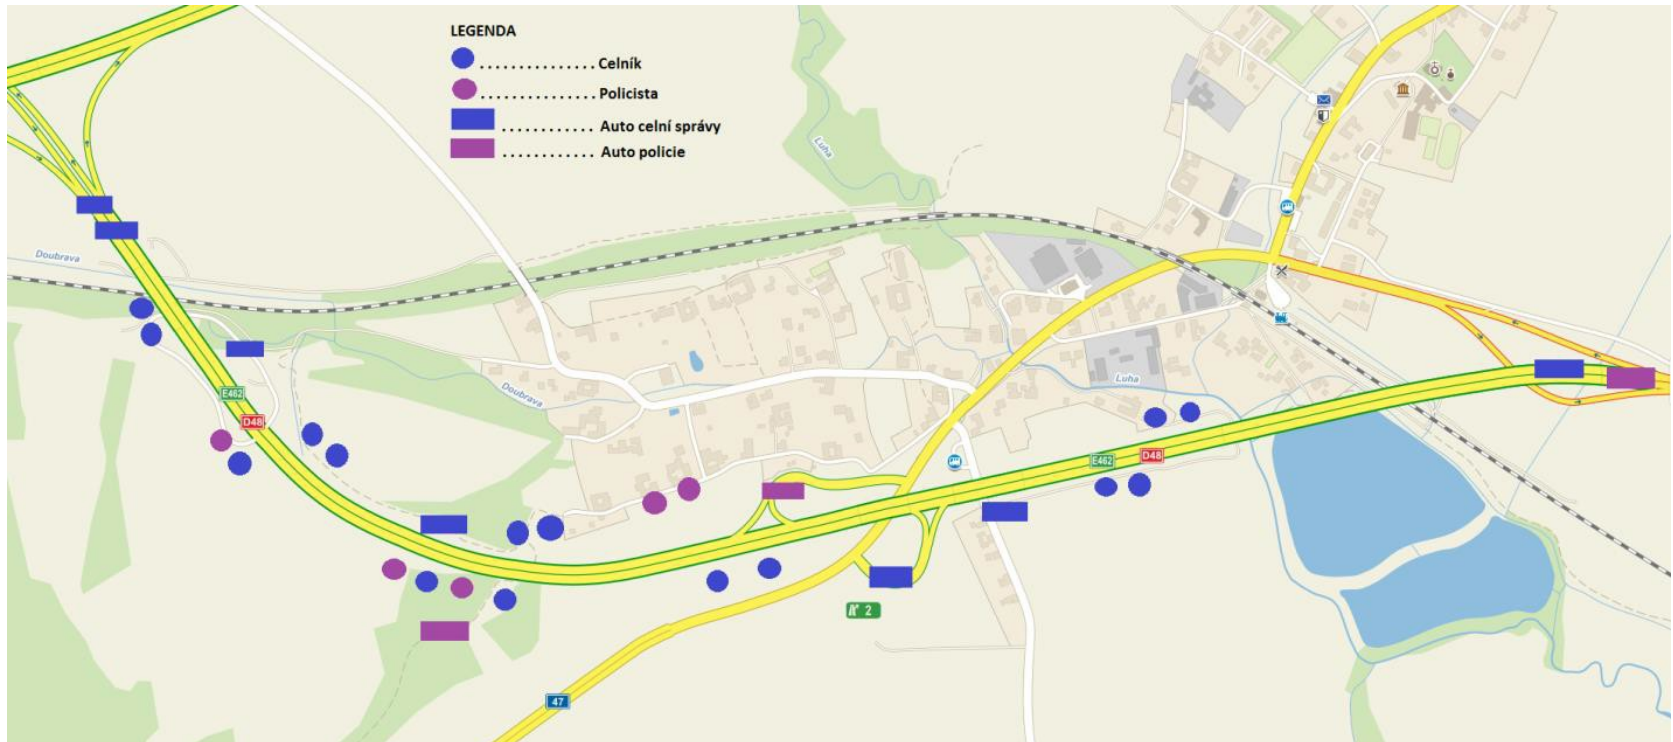 LEGENDA
............... Celník
............... Policista
............ Auto celní správy
............ Auto policie
Luha
Doubrava
E462
D48
Doubrava
Luha
E462
D48
2
47